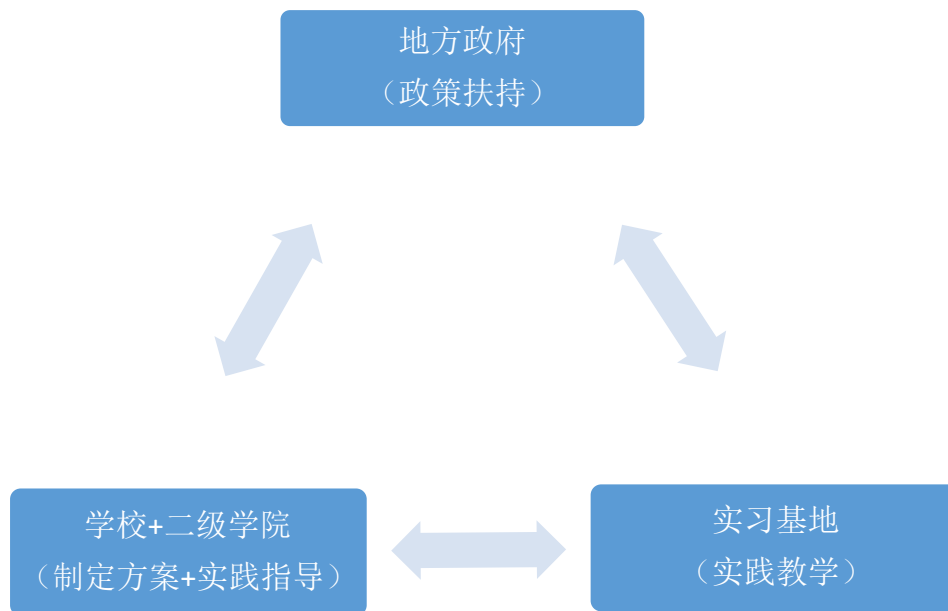 地方政府
（政策扶持）
学校+二级学院
（制定方案+实践指导）
实习基地
（实践教学）